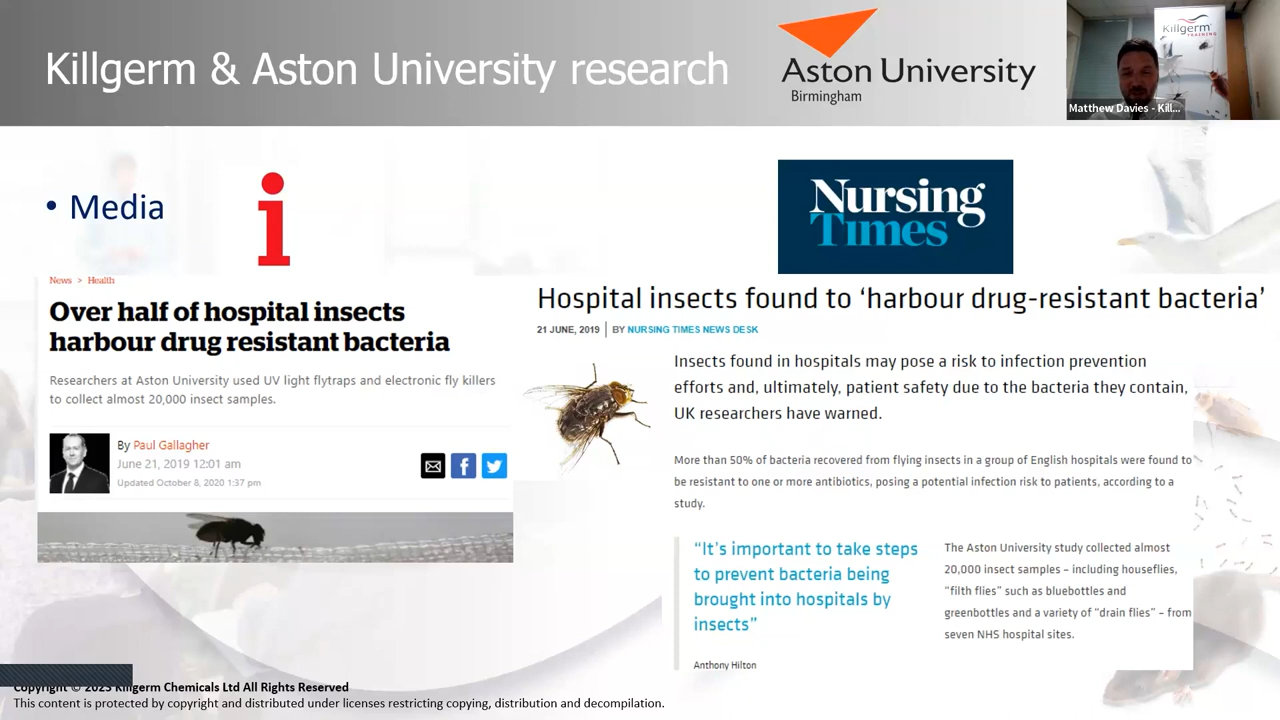 Killgerm & Aston University research
Aston University
Birmingham
Killgerm
TRAINING
Matthew Davies - Kill...
• Media
i
Nursing
Times
News > Health
Over half of hospital insects
harbour drug resistant bacteria
Researchers at Aston University used UV light flytraps and electronic fly killers
to collect almost 20,000 insect samples.
By Paul Gallagher
June 21, 2019 12:01 am
Updated October 8, 2020 1:37 pm
Hospital insects found to ‘harbour drug-resistant bacteria’
21 JUNE, 2019 | BY NURSING TIMES NEWS DESK
Insects found in hospitals may pose a risk to infection prevention
efforts and, ultimately, patient safety due to the bacteria they contain,
UK researchers have warned.
More than 50% of bacteria recovered from flying insects in a group of English hospitals were found to
be resistant to one or more antibiotics, posing a potential infection risk to patients, according to a
study.
“It’s important to take steps
to prevent bacteria being
brought into hospitals by
insects”
Anthony Hilton
The Aston University study collected almost
20,000 insect samples – including houseflies,
“filth flies” such as bluebottles and
greenbottles and a variety of “drain flies” – from
seven NHS hospital sites.
Copyright © 2023 Killgerm Chemicals Ltd All Rights Reserved
This content is protected by copyright and distributed under licenses restricting copying, distribution and decompilation.